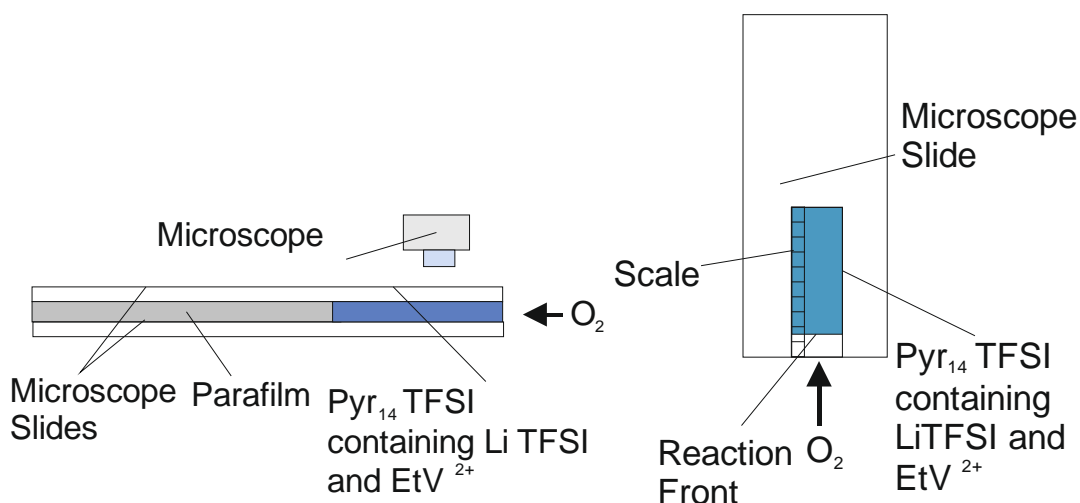 Microscope
O₂
Microscope
Slides
Parafilm
Pyr₁₄ TFSI
containing Li TFSI
and EtV ²⁺
Microscope
Slide
Scale
Reaction
Front
O₂
Pyr₁₄ TFSI
containing
LiTFSI and
EtV ²⁺